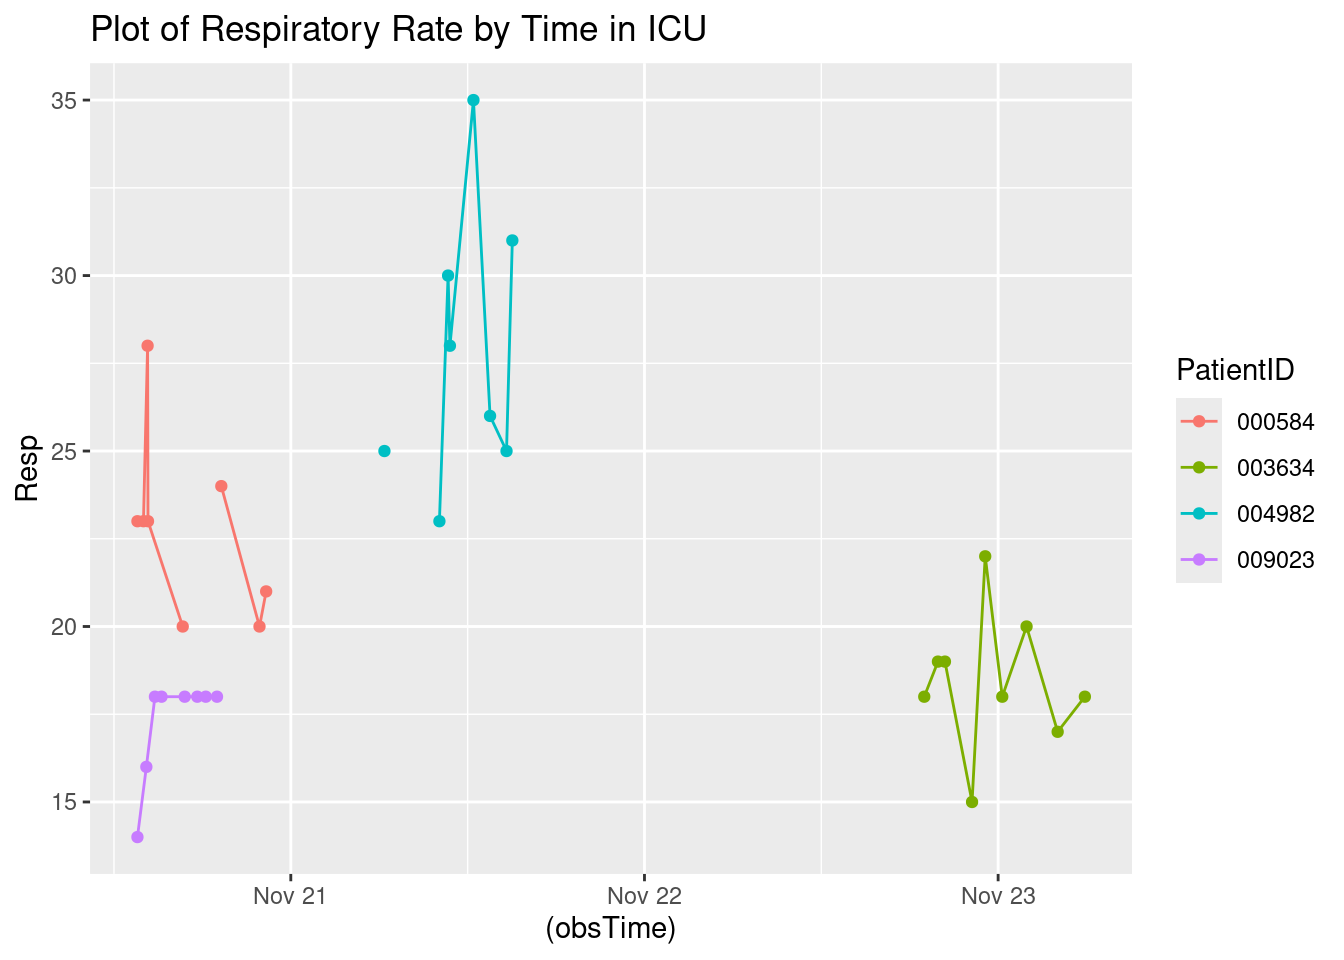 Plot of Respiratory Rate by Time in ICU
35
30
25
20
15
Resp
Nov 21
Nov 22
Nov 23
(obsTime)
PatientID
000584
003634
004982
009023